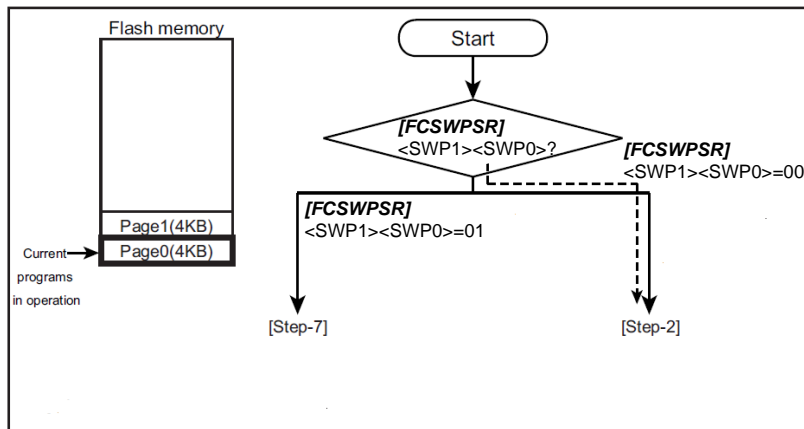 Flash memory
Page1(4KB)
Page0(4KB)
Current
programs
in operation
Start
[FCSWPSR]
<SWP1><SWP0>?
[FCSWPSR]
<SWP1><SWP0>=00
[FCSWPSR]
<SWP1><SWP0>=01
[Step-7]
[Step-2]